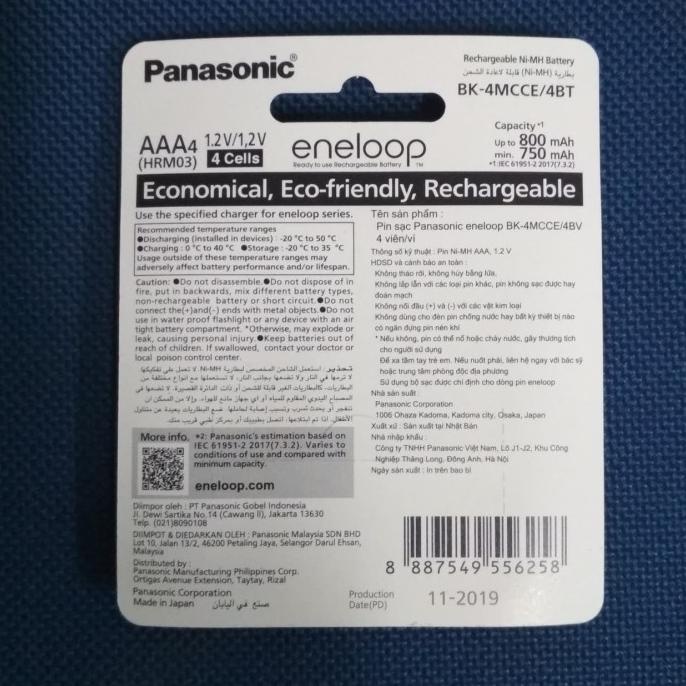 Panasonic®
Rechargeable Ni-MH Battery
بطارية (Ni-MH) قابلة لاعادة الشحن
BK-4MCCE/4BT
AAA4 1.2V/1,2V
(HRM03) 4 Cells
eneloop
Ready to use Rechargeable Battery ™
Capacity*1
Up to 800 mAh
min. 750 mAh
*1:IEC 61951-2 2017(7.3.2)
Economical, Eco-friendly, Rechargeable
Use the specified charger for eneloop series.
Recommended temperature ranges
●Discharging (installed in devices) : -20 °C to 50 °C
●Charging : 0 °C to 40 °C ●Storage : -20 °C to 35 °C
Usage outside of these temperature ranges may
adversely affect battery performance and/or lifespan.
Caution: ●Do not disassemble.●Do not dispose of in
fire, put in backwards, mix different battery types,
non-rechargeable battery or short circuit.●Do not
connect the(+)and(-) ends with metal objects.●Do not
use in water proof flashlight or any device with an air
tight battery compartment. *Otherwise, may explode or
leak, causing personal injury.●Keep batteries out of
reach of children. If swallowed, contact your doctor or
local poison control center.
More info.
*2: Panasonic's estimation based on
IEC 61951-2 2017(7.3.2). Varies to
conditions of use and compared with
minimum capacity.
eneloop.com
Diimpor oleh : PT Panasonic Gobel Indonesia
Jl. Dewi Sartika No.14 (Cawang II), Jakarta 13630
Telp. (021)8090108
DIIMPOT & DIEDARKAN OLEH : Panasonic Malaysia SDN BHD
Lot 10, Jalan 13/2, 46200 Petaling Jaya, Selangor Darul Ehsan,
Malaysia
Distributed by :
Panasonic Manufacturing Philippines Corp.
Ortigas Avenue Extension, Taytay, Rizal
Panasonic Corporation
Made in Japan صنع في اليابان
Tên sản phẩm :
Pin sạc Panasonic eneloop BK-4MCCE/4BV
4 viên/vỉ
Thông số kỹ thuật : Pin Ni-MH AAA, 1.2 V
HDSD và cảnh báo an toàn :
Không tháo rời, không hủy bằng lửa,
Không lắp lẫn với các loại pin khác, pin không sạc được hay
đoản mạch
Không nối đầu (+) và (-) với các vật kim loại
Không dùng cho đèn pin chống nước hay bất kỳ thiết bị nào
có ngăn đựng pin nén khí
* Nếu không, pin có thể nổ hoặc chảy nước, gây thương tích
cho người sử dụng
Để xa tầm tay trẻ em. Nếu nuốt phải, liên hệ ngay với bác sỹ
hoặc trung tâm phòng độc địa phương
Sử dụng bộ sạc được chỉ định cho dòng pin eneloop
Nhà sản xuất :
Panasonic Corporation
1006 Ohaza Kadoma, Kadoma city, Osaka, Japan
Xuất xứ : Sản xuất tại Nhật Bản
Nhà nhập khẩu :
Công ty TNHH Panasonic Việt Nam, Lô J1-J2, Khu Công
Nghiệp Thăng Long, Đông Anh, Hà Nội
Ngày sản xuất : In trên bao bì
8 887549 556258
Production
Date(PD) 11-2019